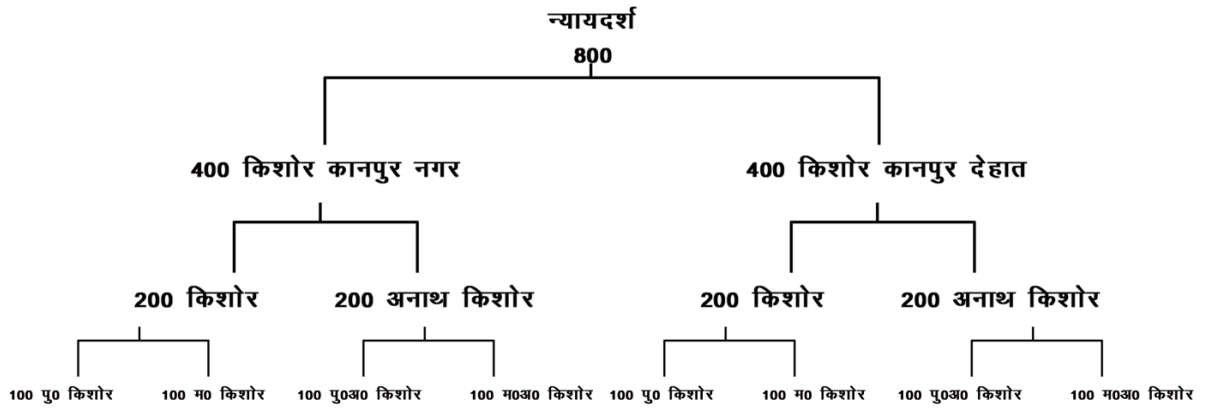 न्यायदर्श
800
400 किशोर कानपुर नगर
400 किशोर कानपुर देहात
200 किशोर
200 अनाथ किशोर
200 किशोर
200 अनाथ किशोर
100 पु0 किशोर
100 म0 किशोर
100 पु0अ0 किशोर
100 म0अ0 किशोर
100 पु0 किशोर
100 म0 किशोर
100 पु0अ0 किशोर
100 म0अ0 किशोर